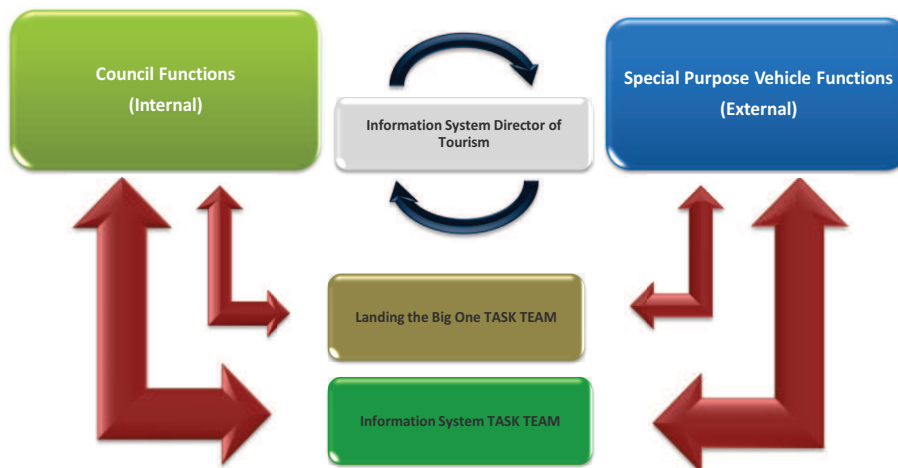 Council Functions
(Internal)
Information System Director of
Tourism
Special Purpose Vehicle Functions
(External)
Landing the Big One TASK TEAM
Information System TASK TEAM